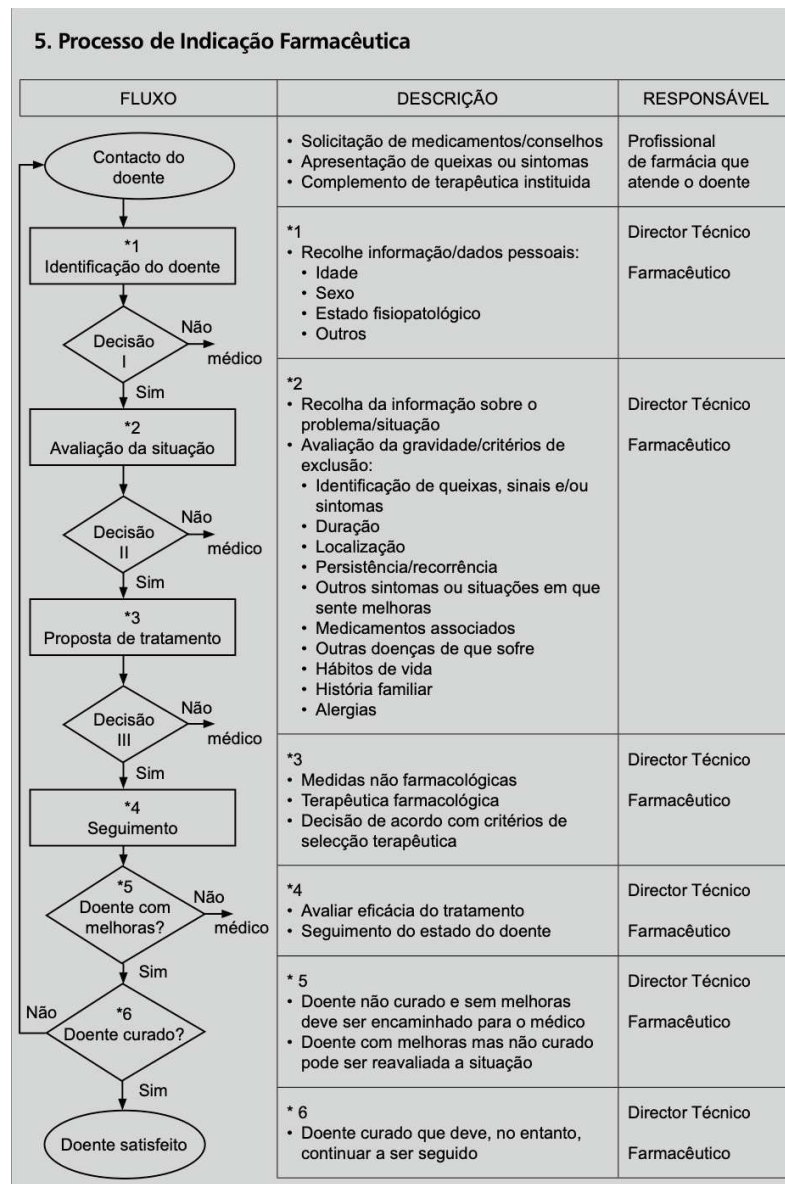 5. Processo de Indicação Farmacêutica
FLUXO
DESCRIÇÃO
RESPONSÁVEL
Contacto do
doente
• Solicitação de medicamentos/conselhos
• Apresentação de queixas ou sintomas
• Complemento de terapêutica instituida
Profissional
de farmácia que
atende o doente
*1
Identificação do doente
*1
• Recolhe informação/dados pessoais:
• Idade
• Sexo
• Estado fisiopatológico
• Outros
Director Técnico
Farmacêutico
Decisão
I
Não
médico
Sim
*2
Avaliação da situação
*2
• Recolha da informação sobre o
problema/situação
• Avaliação da gravidade/critérios de
exclusão:
• Identificação de queixas, sinais e/ou
sintomas
• Duração
• Localização
• Persistência/recorrência
• Outros sintomas ou situações em que
sente melhoras
• Medicamentos associados
• Outras doenças de que sofre
• Hábitos de vida
• História familiar
• Alergias
Director Técnico
Farmacêutico
Decisão
II
Não
médico
Sim
*3
Proposta de tratamento
Decisão
III
Não
médico
Sim
*3
• Medidas não farmacológicas
• Terapêutica farmacológica
• Decisão de acordo com critérios de
selecção terapêutica
Director Técnico
Farmacêutico
*4
Seguimento
*4
• Avaliar eficácia do tratamento
• Seguimento do estado do doente
Director Técnico
Farmacêutico
*5
Doente com
melhoras?
Não
médico
Sim
* 5
• Doente não curado e sem melhoras
deve ser encaminhado para o médico
• Doente com melhoras mas não curado
pode ser reavaliada a situação
Director Técnico
Farmacêutico
Não
*6
Doente curado?
Sim
* 6
• Doente curado que deve, no entanto,
continuar a ser seguido
Director Técnico
Farmacêutico
Doente satisfeito